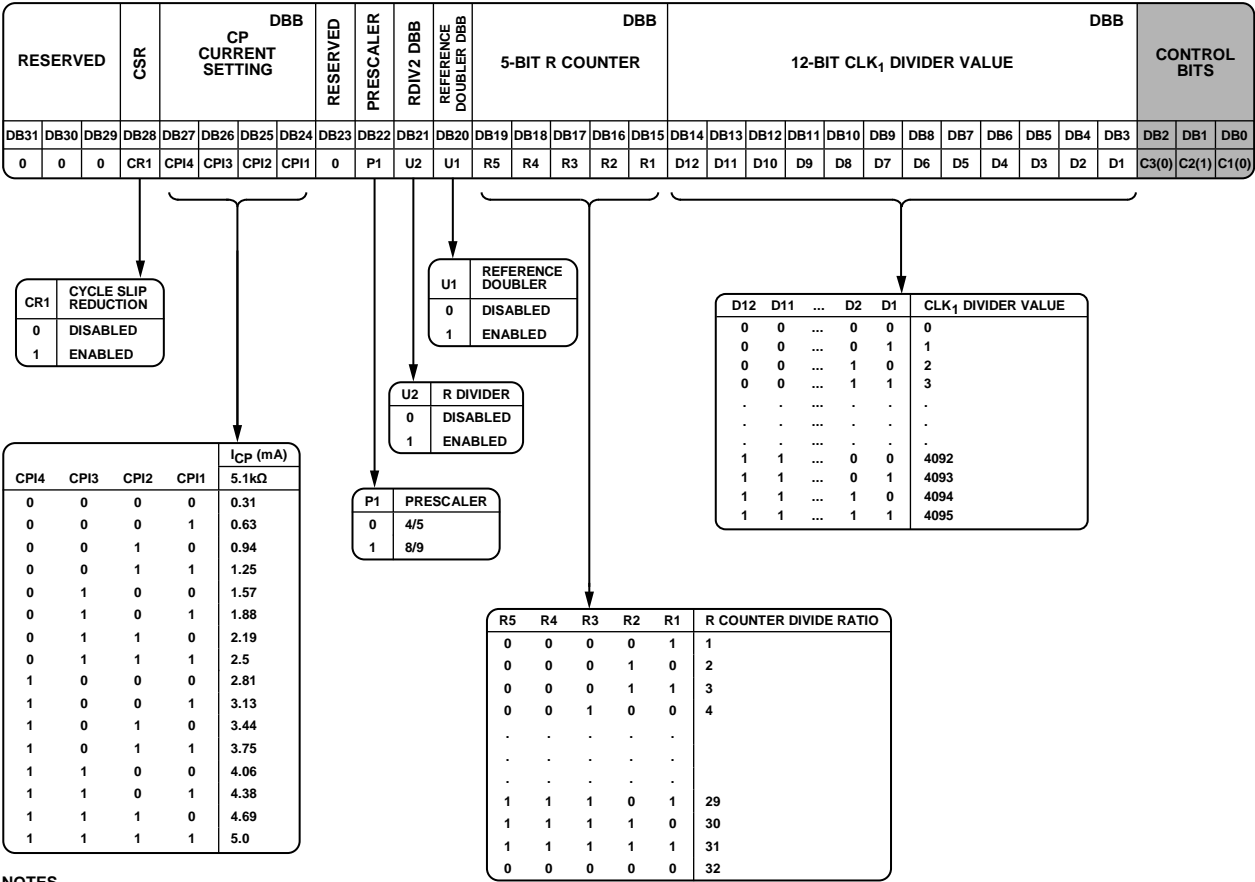 RESERVED CSR CP CURRENT SETTING DBB RESERVED PRESCALER RDIV2 DBB REFERENCE DOUBLER DBB 5-BIT R COUNTER DBB 12-BIT CLK1 DIVIDER VALUE DBB CONTROL BITS
DB31 DB30 DB29 DB28 DB27 DB26 DB25 DB24 DB23 DB22 DB21 DB20 DB19 DB18 DB17 DB16 DB15 DB14 DB13 DB12 DB11 DB10 DB9 DB8 DB7 DB6 DB5 DB4 DB3 DB2 DB1 DB0
0 0 0 CR1 CPI4 CPI3 CPI2 CPI1 0 P1 U2 U1 R5 R4 R3 R2 R1 D12 D11 D10 D9 D8 D7 D6 D5 D4 D3 D2 D1 C3(0) C2(1) C1(0)
CR1 CYCLE SLIP REDUCTION
0 DISABLED
1 ENABLED
U1 REFERENCE DOUBLER
0 DISABLED
1 ENABLED
D12 D11 ... D2 D1 CLK1 DIVIDER VALUE
0 0 ... 0 0 0
0 0 ... 0 1 1
0 0 ... 1 0 2
0 0 ... 1 1 3
. . ... . . .
. . ... . . .
. . ... . . .
1 1 ... 0 0 4092
1 1 ... 0 1 4093
1 1 ... 1 0 4094
1 1 ... 1 1 4095
U2 R DIVIDER
0 DISABLED
1 ENABLED
P1 PRESCALER
0 4/5
1 8/9
ICP (mA)
CPI4 CPI3 CPI2 CPI1 5.1kΩ
0 0 0 0 0.31
0 0 0 1 0.63
0 0 1 0 0.94
0 0 1 1 1.25
0 1 0 0 1.57
0 1 0 1 1.88
0 1 1 0 2.19
0 1 1 1 2.5
1 0 0 0 2.81
1 0 0 1 3.13
1 0 1 0 3.44
1 0 1 1 3.75
1 1 0 0 4.06
1 1 0 1 4.38
1 1 1 0 4.69
1 1 1 1 5.0
R5 R4 R3 R2 R1 R COUNTER DIVIDE RATIO
0 0 0 0 1 1
0 0 0 1 0 2
0 0 0 1 1 3
0 0 1 0 0 4
. . . . .
. . . . .
. . . . .
1 1 1 0 1 29
1 1 1 1 0 30
1 1 1 1 1 31
0 0 0 0 0 32
NOTES